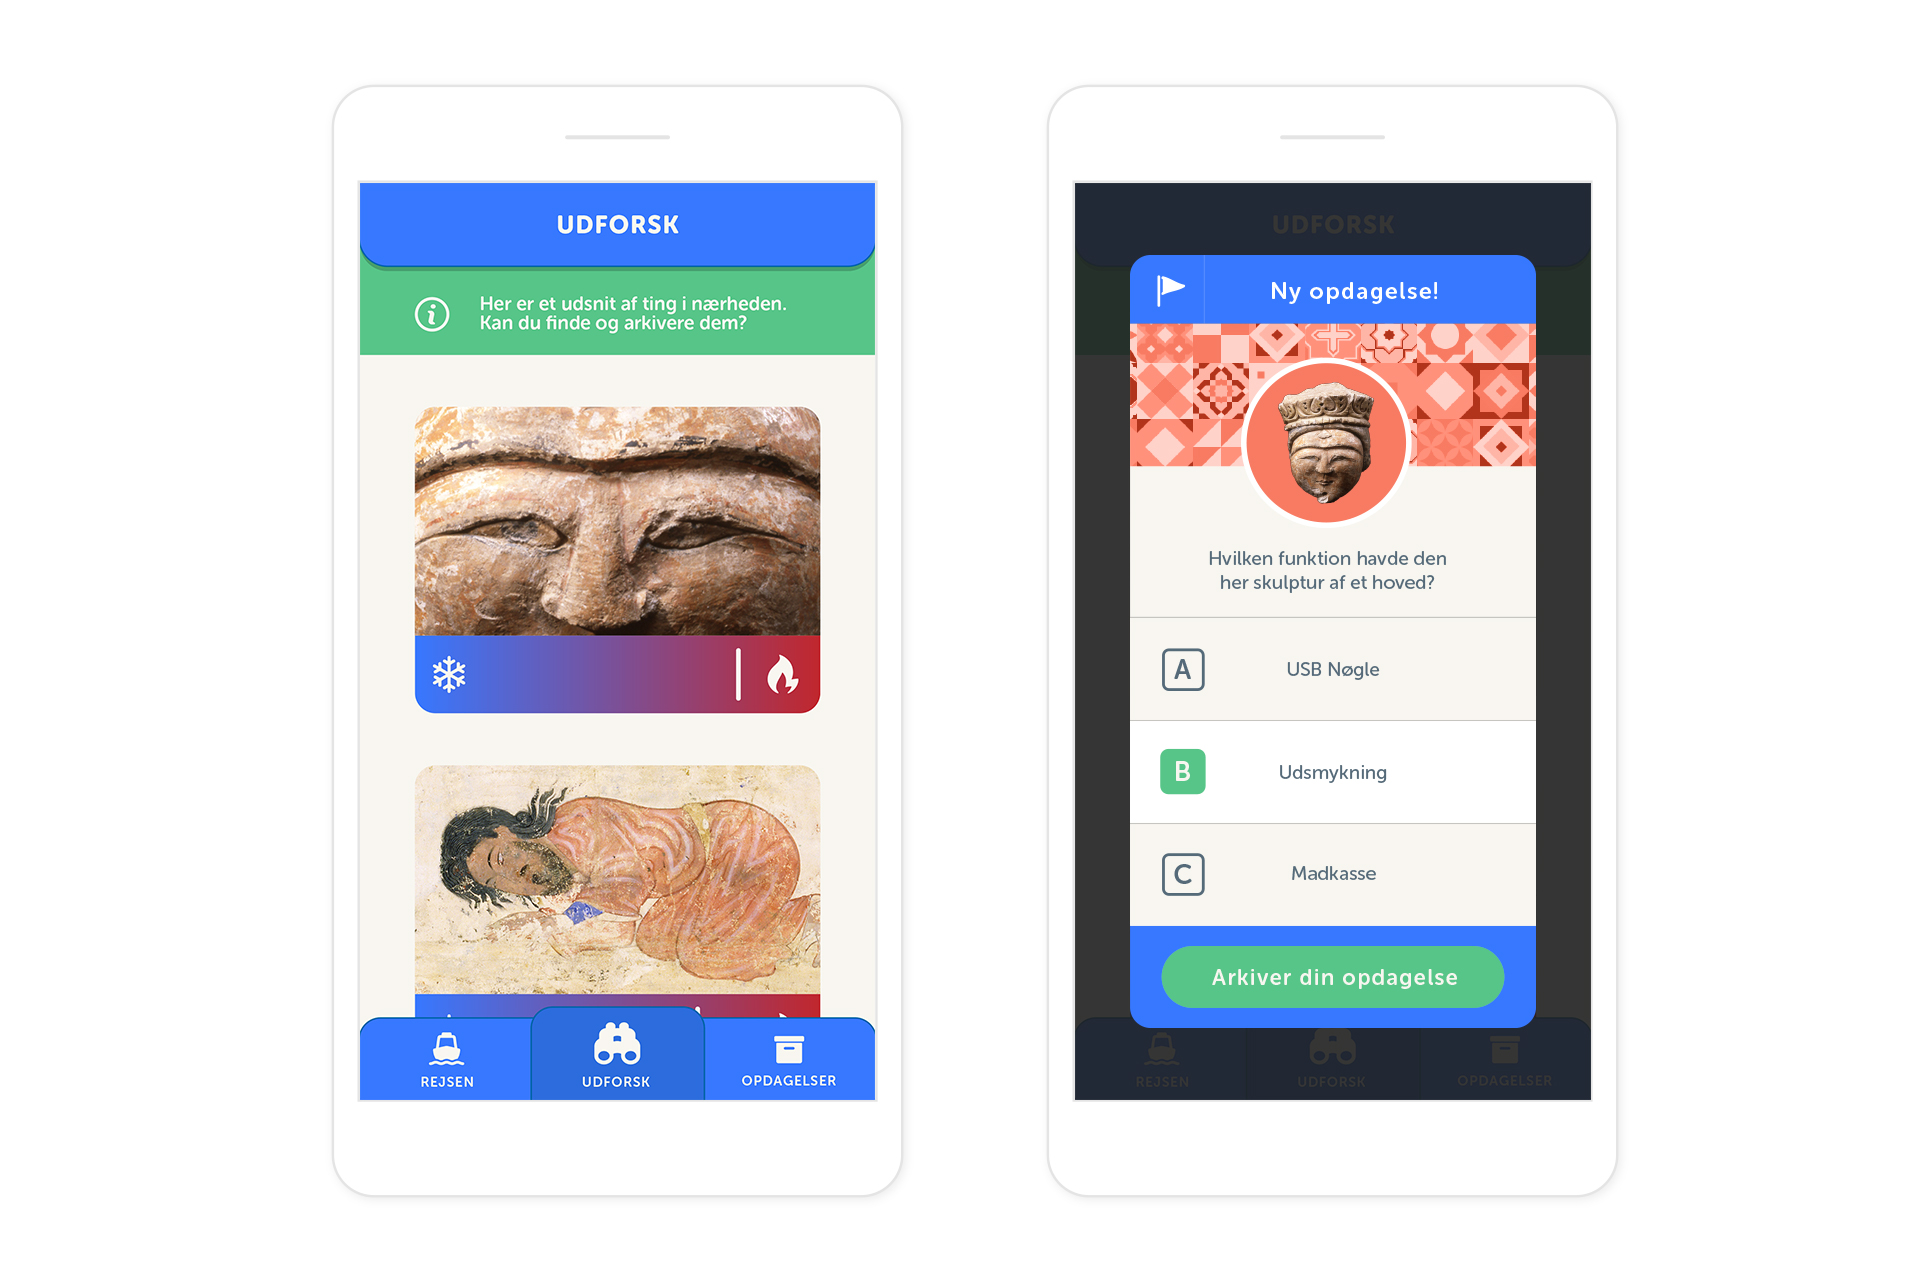 UDFORSK
Her er et udsnit af ting i nærheden.
Kan du finde og arkivere dem?
REJSEN
UDFORSK
OPDAGELSER
UDFORSK
Ny opdagelse!
Hvilken funktion havde den
her skulptur af et hoved?
A
USB Nøgle
B
Udsmykning
C
Madkasse
Arkiver din opdagelse
REJSEN
UDFORSK
OPDAGELSER